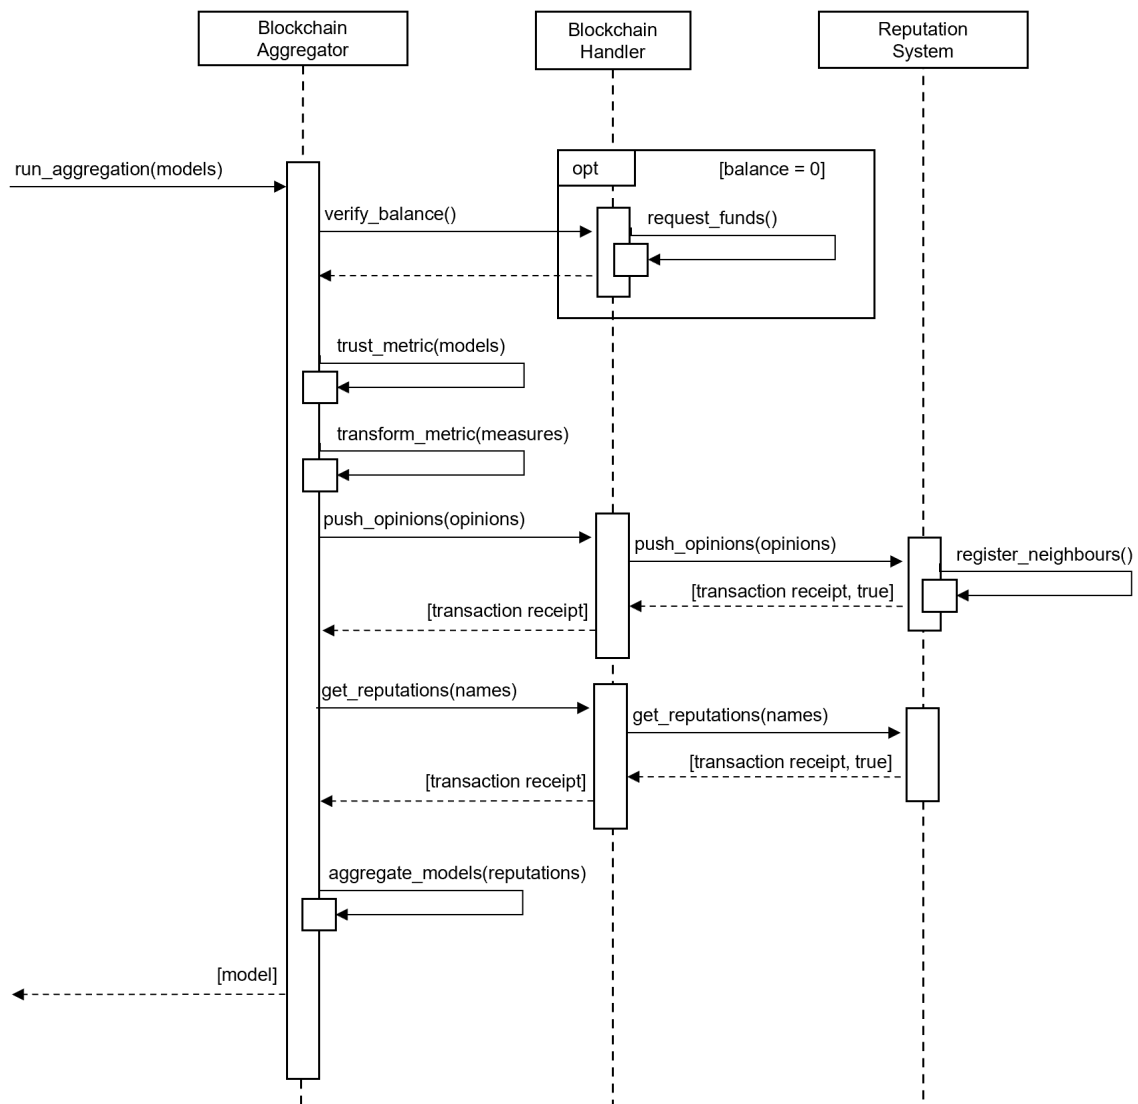 Blockchain
Aggregator
Blockchain
Handler
Reputation
System
run_aggregation(models)
opt
[balance = 0]
verify_balance()
request_funds()
trust_metric(models)
transform_metric(measures)
push_opinions(opinions)
push_opinions(opinions)
register_neighbours()
[transaction receipt, true]
[transaction receipt]
get_reputations(names)
get_reputations(names)
[transaction receipt, true]
[transaction receipt]
aggregate_models(reputations)
[model]